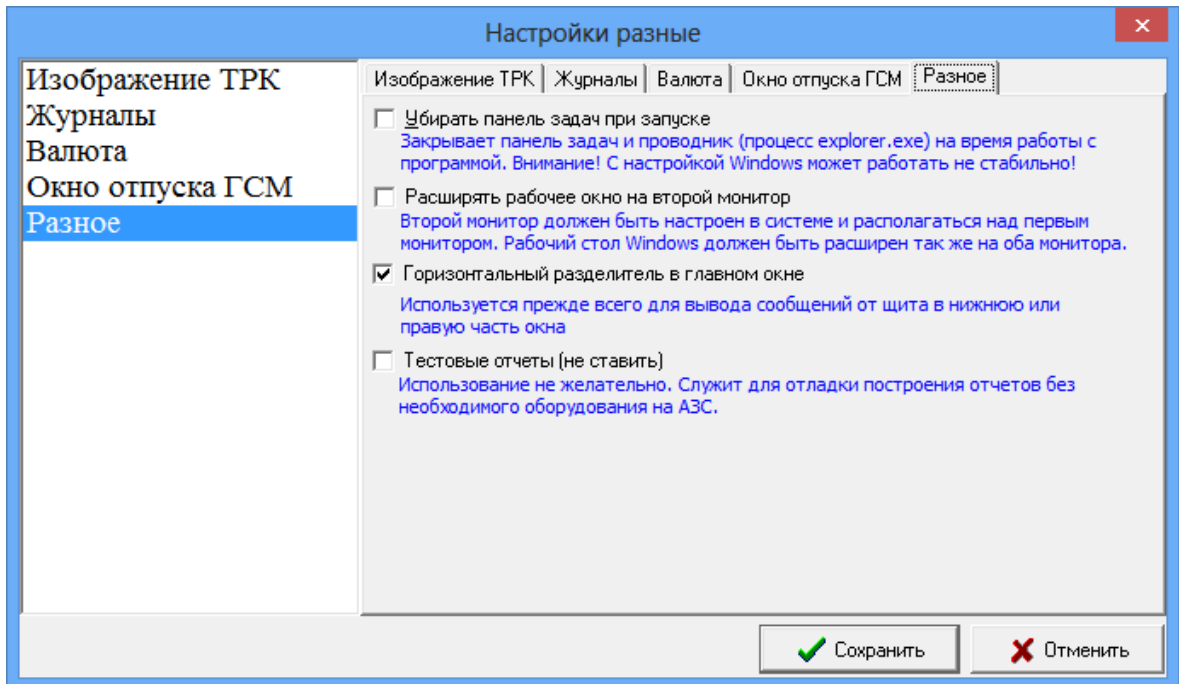 Настройки разные
Изображение ТРК
Журналы
Валюта
Окно отпуска ГСМ
Разное
Изображение ТРК Журналы Валюта Окно отпуска ГСМ Разное
Убирать панель задач при запуске
Закрывает панель задач и проводник (процесс explorer.exe) на время работы с
программой. Внимание! С настройкой Windows может работать не стабильно!
Расширять рабочее окно на второй монитор
Второй монитор должен быть настроен в системе и располагаться над первым
монитором. Рабочий стол Windows должен быть расширен так же на оба монитора.
Горизонтальный разделитель в главном окне
Используется прежде всего для вывода сообщений от щита в нижнюю или
правую часть окна
Тестовые отчеты (не ставить)
Использование не желательно. Служит для отладки построения отчетов без
необходимого оборудования на АЗС.
Сохранить Отменить